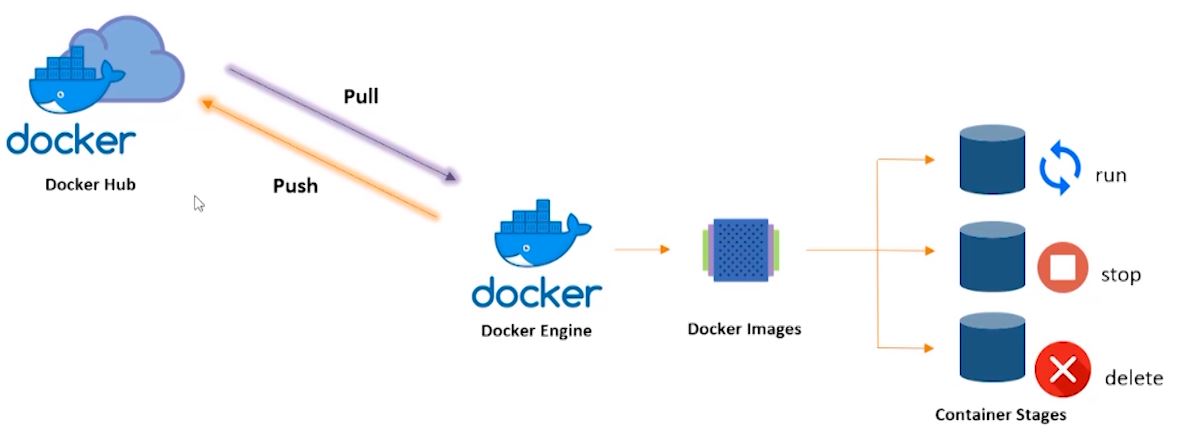 docker
Docker Hub
Pull
Push
docker
Docker Engine
Docker Images
run
stop
delete
Container Stages